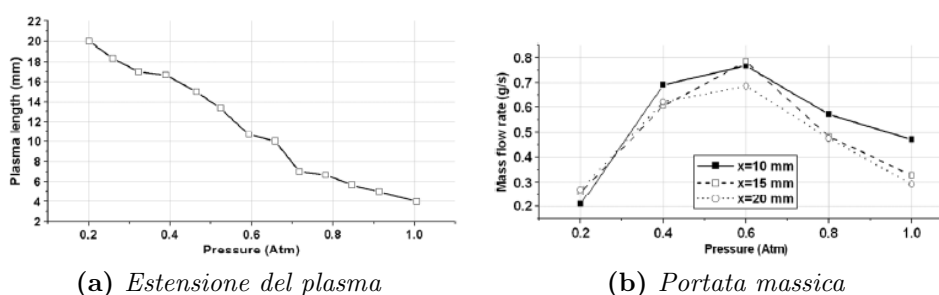 22
20
18
16
14
12
10
8
6
4
2
Plasma length (mm)
0.2 0.4 0.6 0.8 1.0
Pressure (Atm)
(a) Estensione del plasma
0.8
0.7
0.6
0.5
0.4
0.3
0.2
Mass flow rate (g/s)
x=10 mm
x=15 mm
x=20 mm
0.2 0.4 0.6 0.8 1.0
Pressure (Atm)
(b) Portata massica